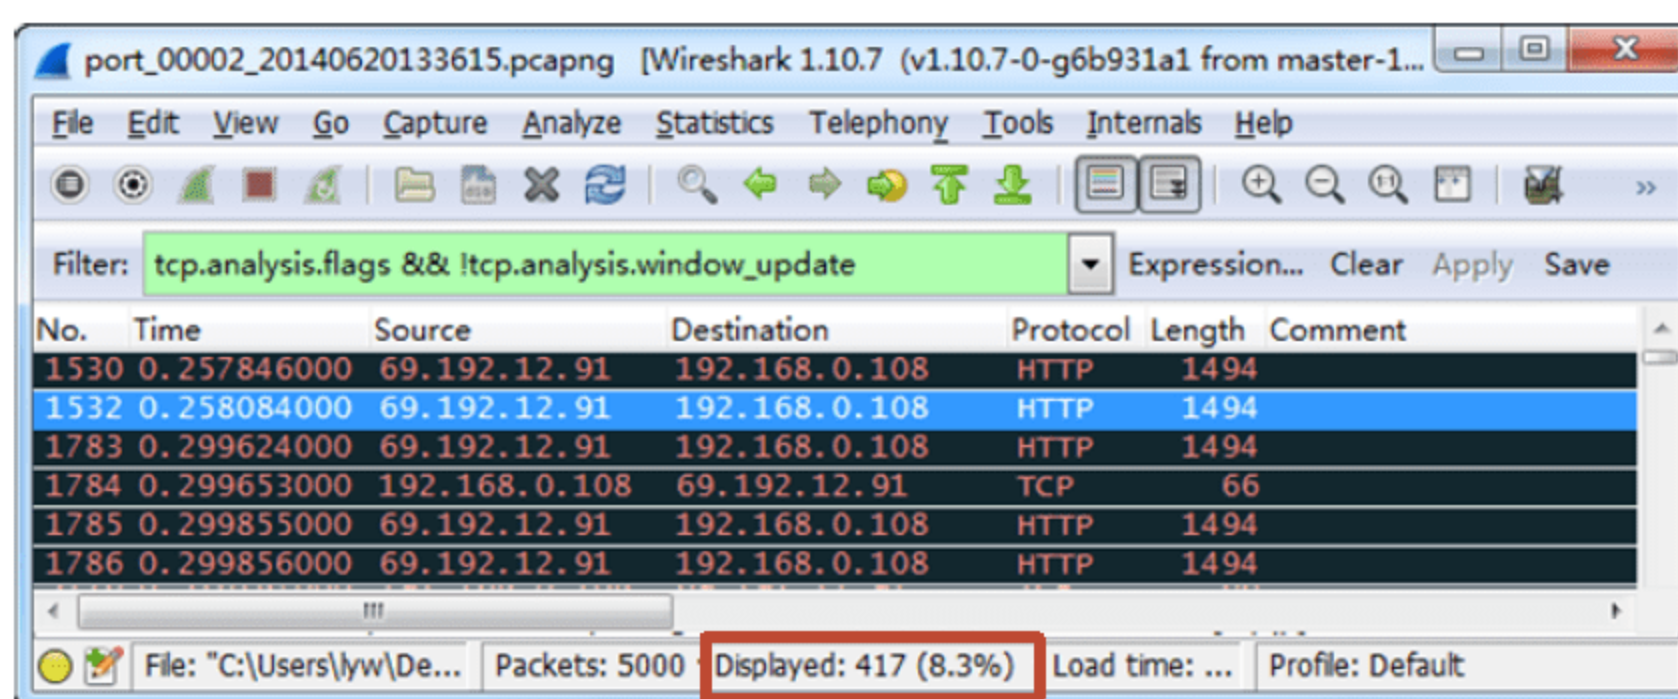 port_00002_20140620133615.pcapng [Wireshark 1.10.7 (v1.10.7-0-g6b931a1 from master-1...
File Edit View Go Capture Analyze Statistics Telephony Tools Internals Help
Filter: tcp.analysis.flags && !tcp.analysis.window_update Expression... Clear Apply Save
No. Time Source Destination Protocol Length Comment
1530 0.257846000 69.192.12.91 192.168.0.108 HTTP 1494
1532 0.258084000 69.192.12.91 192.168.0.108 HTTP 1494
1783 0.299624000 69.192.12.91 192.168.0.108 HTTP 1494
1784 0.299653000 192.168.0.108 69.192.12.91 TCP 66
1785 0.299855000 69.192.12.91 192.168.0.108 HTTP 1494
1786 0.299856000 69.192.12.91 192.168.0.108 HTTP 1494
File: "C:\Users\lyw\De... Packets: 5000 Displayed: 417 (8.3%) Load time: ... Profile: Default